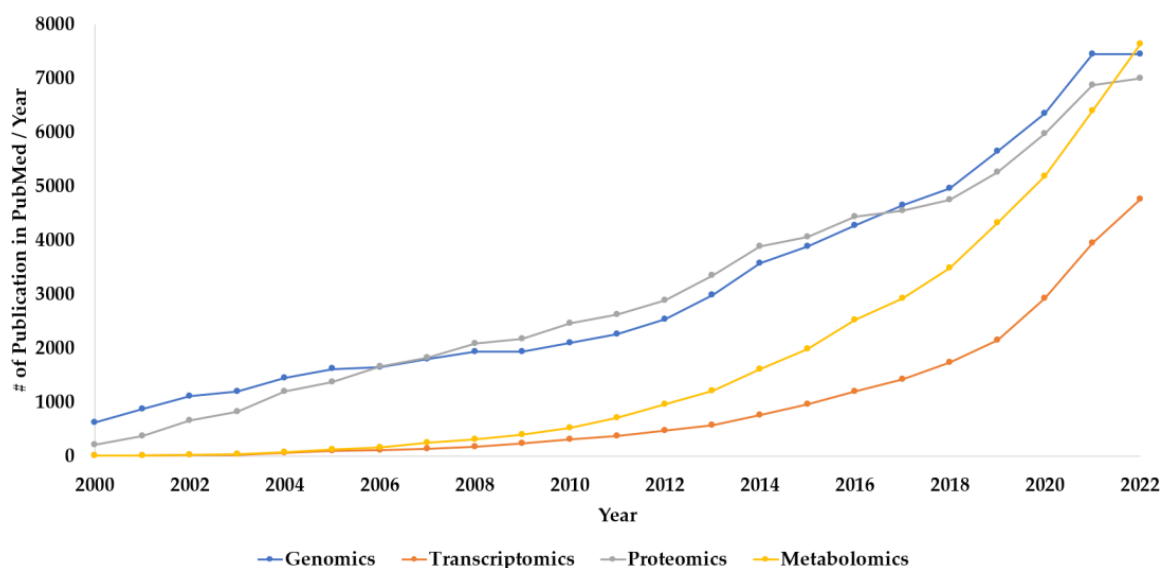 8000
7000
6000
5000
4000
3000
2000
1000
0
# of Publication in PubMed / Year
2000 2002 2004 2006 2008 2010 2012 2014 2016 2018 2020 2022
Year
Genomics Transcriptomics Proteomics Metabolomics